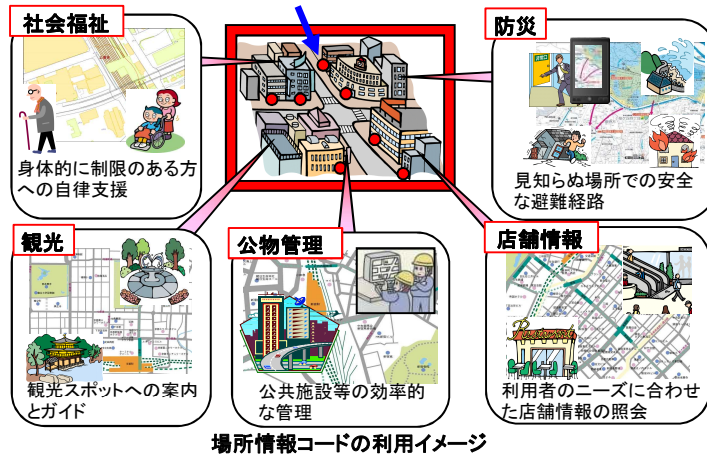 社会福祉
身体的に制限のある方
への自律支援
防災
見知らぬ場所での安全
な避難経路
観光
観光スポットへの案内
とガイド
公物管理
公共施設等の効率的
な管理
店舗情報
利用者のニーズに合わせ
た店舗情報の照会
場所情報コードの利用イメージ